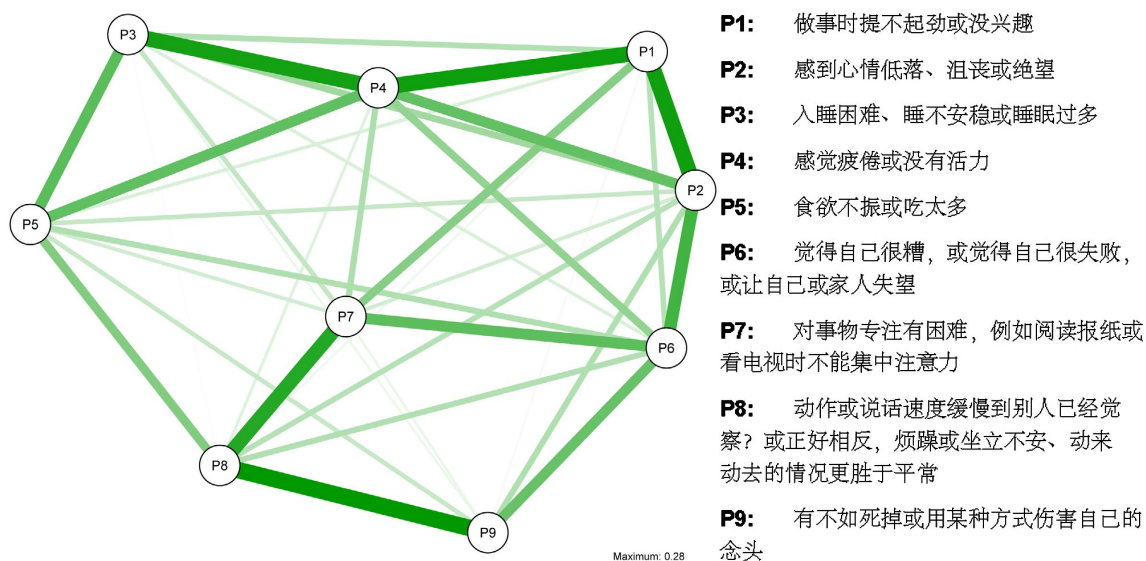 P3
P1
P4
P2
P5
P7
P6
P8
P9
Maximum: 0.28
P1: 做事时提不起劲或没兴趣
P2: 感到心情低落、沮丧或绝望
P3: 入睡困难、睡不安稳或睡眠过多
P4: 感觉疲倦或没有活力
P5: 食欲不振或吃太多
P6: 觉得自己很糟，或觉得自己很失败，
或让自己或家人失望
P7: 对事物专注有困难，例如阅读报纸或
看电视时不能集中注意力
P8: 动作或说话速度缓慢到别人已经觉
察？或正好相反，烦躁或坐立不安、动来
动去的情况更胜于平常
P9: 有不如死掉或用某种方式伤害自己的
念头